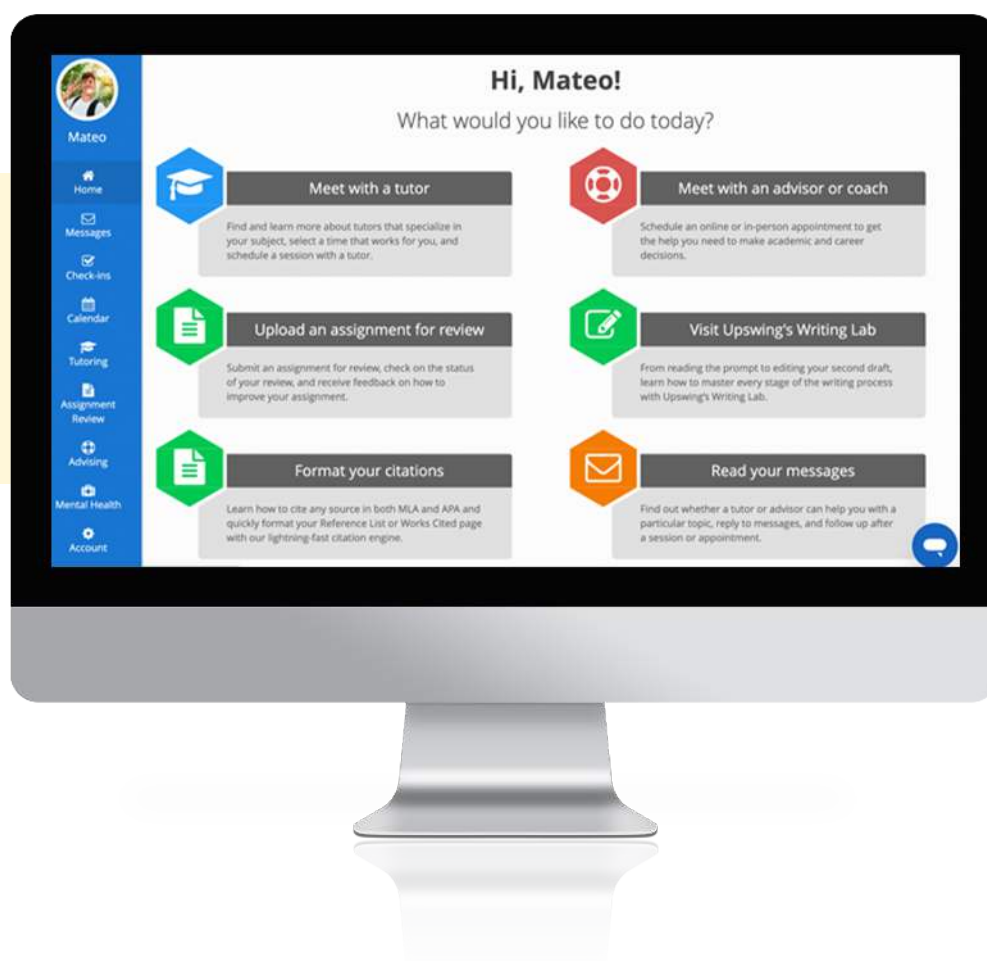 Hi, Mateo!
What would you like to do today?
Mateo
Home
Messages
Check-ins
Calendar
Tutoring
Assignment
Review
Advising
Mental Health
Account
Meet with a tutor
Find and learn more about tutors that specialize in
your subject, select a time that works for you, and
schedule a session with a tutor.
Meet with an advisor or coach
Schedule an online or in-person appointment to get
the help you need to make academic and career
decisions.
Upload an assignment for review
Submit an assignment for review, check on the status
of your review, and receive feedback on how to
improve your assignment.
Visit Upswing's Writing Lab
From reading the prompt to editing your second draft,
learn how to master every stage of the writing process
with Upswing's Writing Lab.
Format your citations
Learn how to cite any source in both MLA and APA and
quickly format your Reference List or Works Cited page
with our lightning-fast citation engine.
Read your messages
Find out whether a tutor or advisor can help you with a
particular topic, reply to messages, and follow up after
a session or appointment.